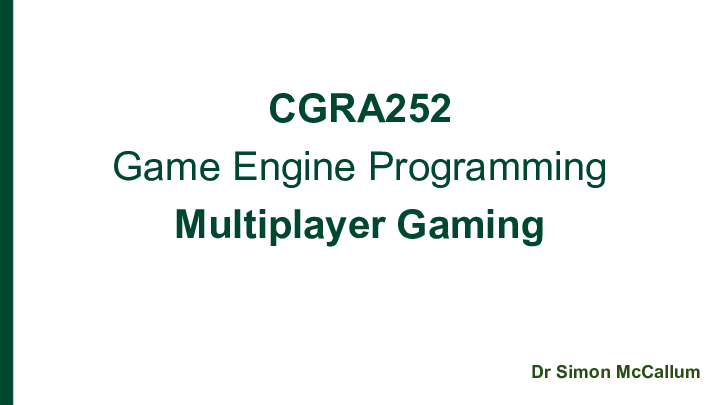 CGRA252
Game Engine Programming
Multiplayer Gaming
Dr Simon McCallum